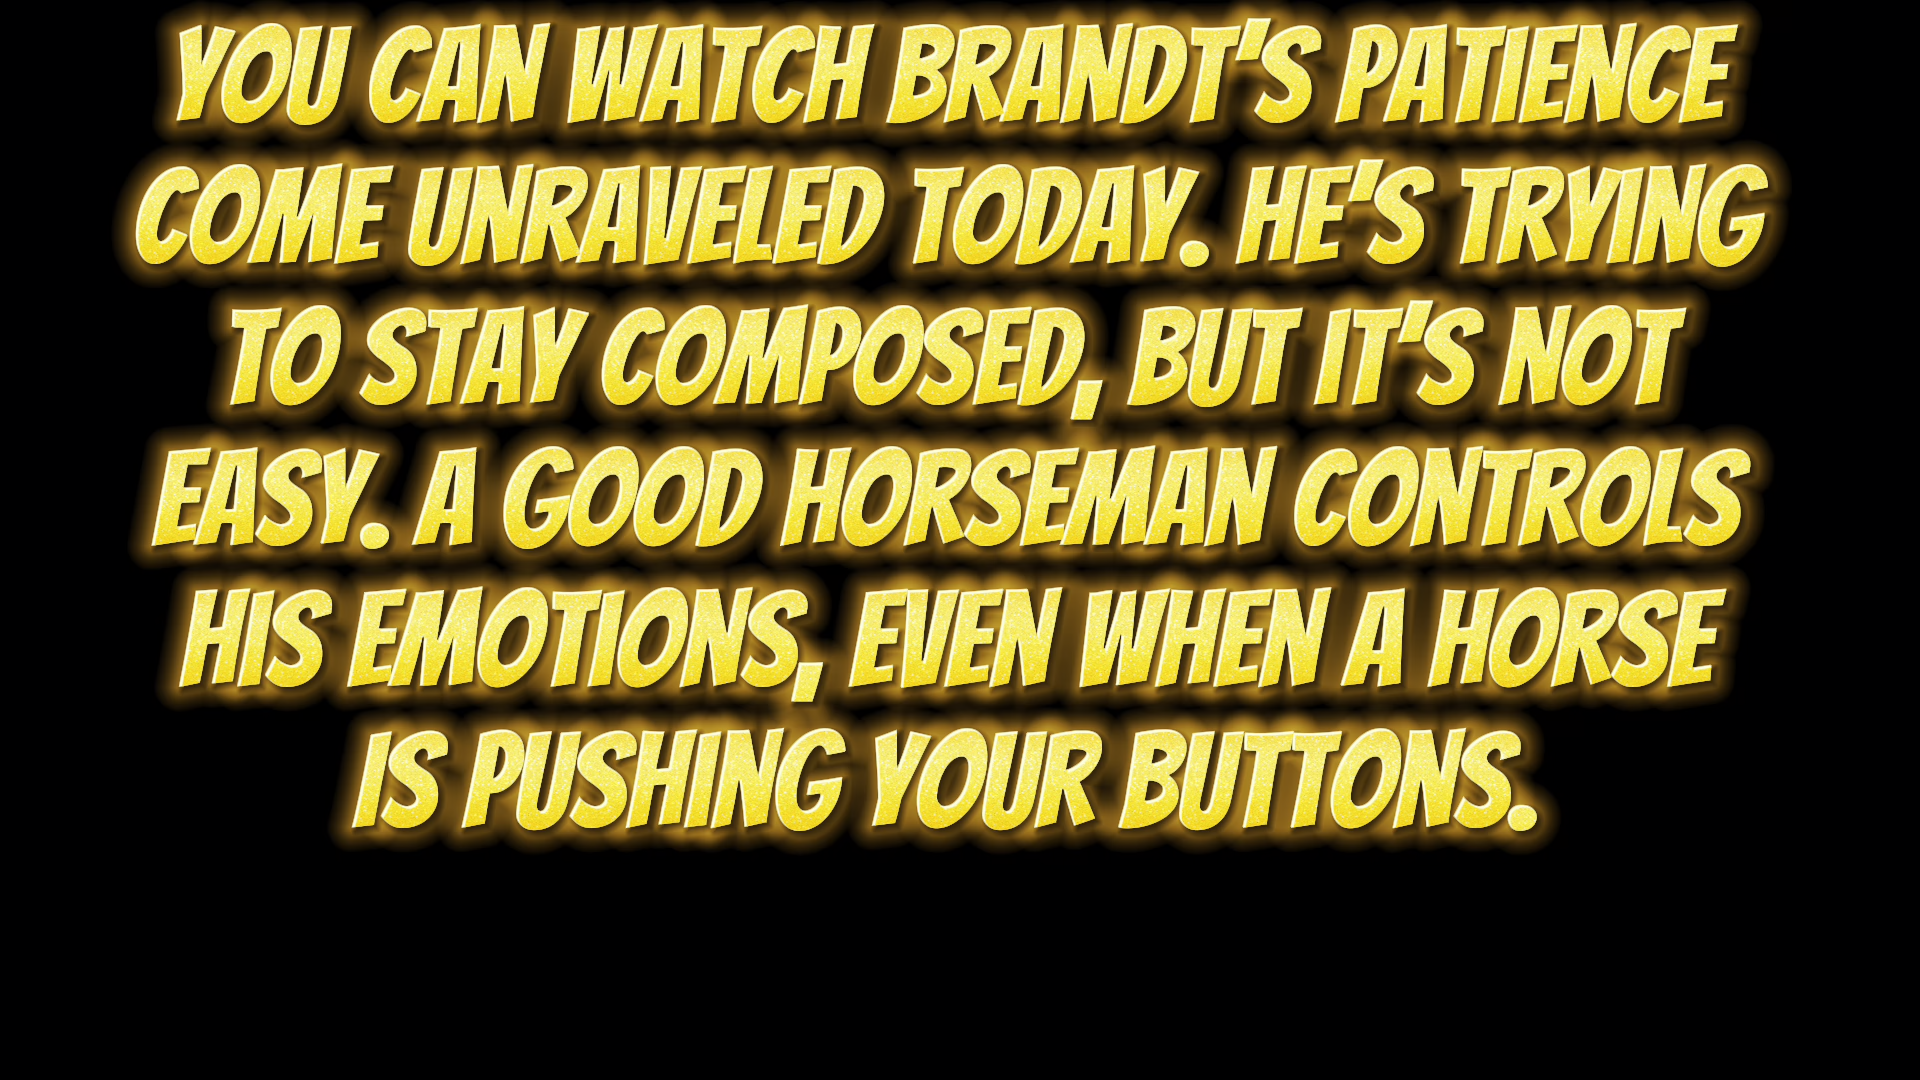 YOU CAN WATCH BRANDT'S PATIENCE
COME UNRAVELED TODAY. HE'S TRYING
TO STAY COMPOSED, BUT IT'S NOT
EASY. A GOOD HORSEMAN CONTROLS
HIS EMOTIONS, EVEN WHEN A HORSE
IS PUSHING YOUR BUTTONS.